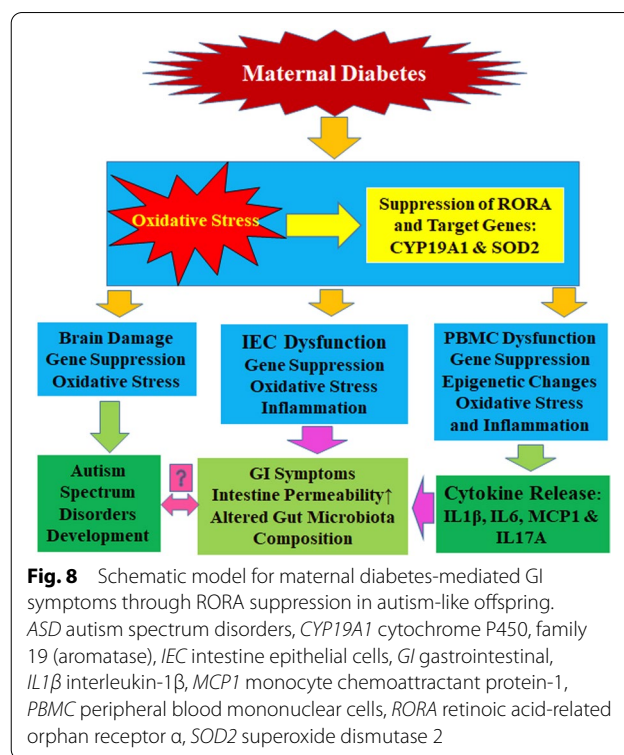 Maternal Diabetes
Oxidative Stress
Suppression of RORA
and Target Genes:
CYP19A1 & SOD2
Brain Damage
Gene Suppression
Oxidative Stress
IEC Dysfunction
Gene Suppression
Oxidative Stress
Inflammation
PBMC Dysfunction
Gene Suppression
Epigenetic Changes
Oxidative Stress
and Inflammation
Autism
Spectrum
Disorders
Development
?
GI Symptoms
Intestine Permeability↑
Altered Gut Microbiota
Composition
Cytokine Release:
IL1β, IL6, MCP1 &
IL17A
Fig. 8 Schematic model for maternal diabetes-mediated GI
symptoms through RORA suppression in autism-like offspring.
ASD autism spectrum disorders, CYP19A1 cytochrome P450, family
19 (aromatase), IEC intestine epithelial cells, GI gastrointestinal,
IL1β interleukin-1β, MCP1 monocyte chemoattractant protein-1,
PBMC peripheral blood mononuclear cells, RORA retinoic acid-related
orphan receptor α, SOD2 superoxide dismutase 2